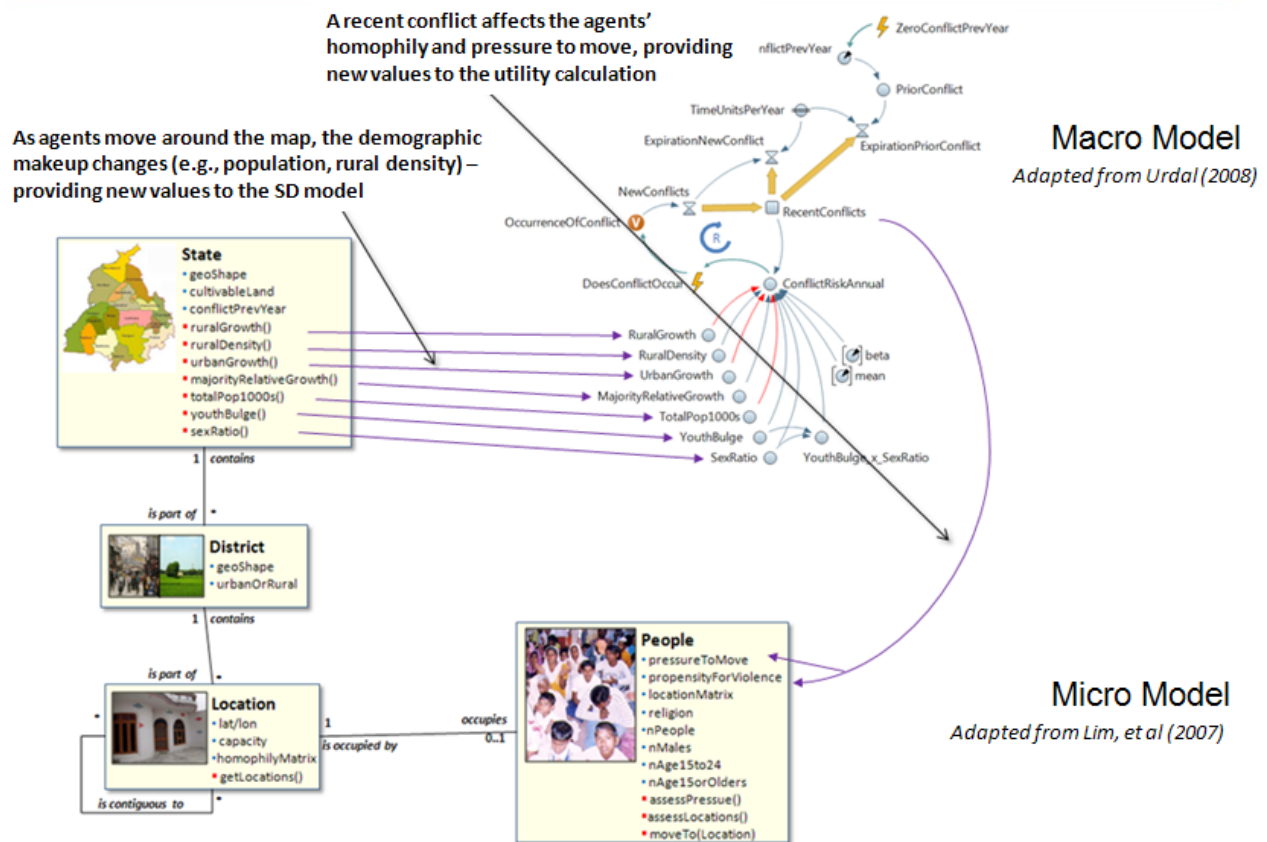 A recent conflict affects the agents'
homophily and pressure to move, providing
new values to the utility calculation
As agents move around the map, the demographic
makeup changes (e.g., population, rural density) –
providing new values to the SD model
ZeroConflictPrevYear
nflictPrevYear
PriorConflict
TimeUnitsPerYear
ExpirationNewConflict
ExpirationPriorConflict
NewConflicts
RecentConflicts
OccurrenceOfConflict
V
R
DoesConflictOccur
ConflictRiskAnnual
RuralGrowth
RuralDensity
UrbanGrowth
MajorityRelativeGrowth
TotalPop1000s
YouthBulge
SexRatio
YouthBulge_x_SexRatio
beta
mean
Macro Model
Adapted from Urdal (2008)
State
geoShape
cultivableLand
conflictPrevYear
ruralGrowth()
ruralDensity()
urbanGrowth()
majorityRelativeGrowth()
totalPop1000s()
youthBulge()
sexRatio()
1 contains
is part of *
District
geoShape
urbanOrRural
1 contains
is part of *
Location
lat/lon
capacity
homophilyMatrix
getLocations()
*
is contiguous to *
1 occupies
is occupied by 0..1
People
pressureToMove
propensityForViolence
locationMatrix
religion
nPeople
nMales
nAge15to24
nAge15orOlders
assessPressue()
assessLocations()
moveTo(Location)
Micro Model
Adapted from Lim, et al (2007)